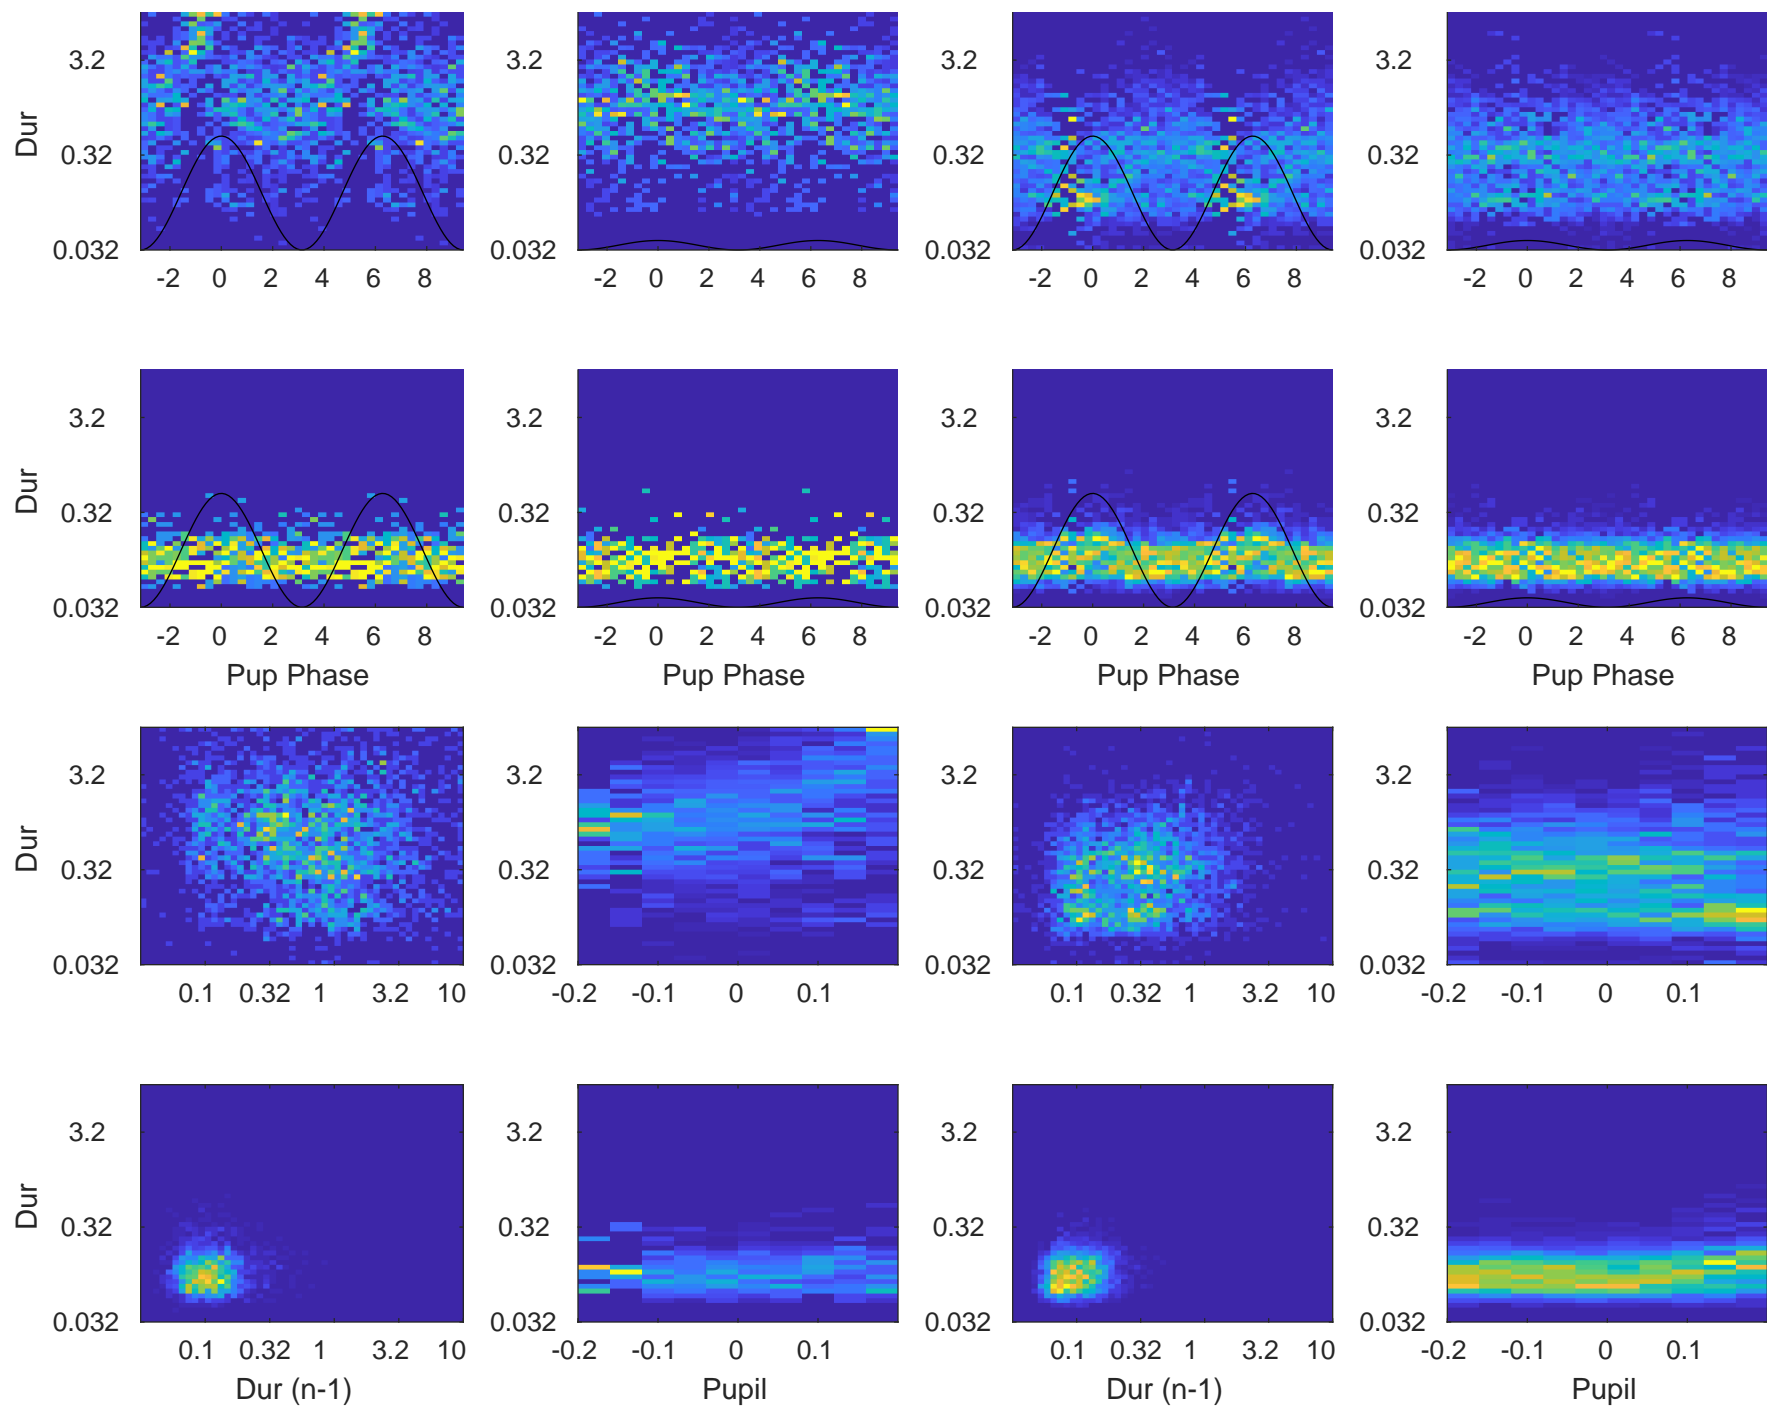 3.2 3.2 3.2 3.2
Dur
0.32 0.32 0.32 0.32
0.032 0.032 0.032 0.032
-2 0 2 4 6 8 -2 0 2 4 6 8 -2 0 2 4 6 8 -2 0 2 4 6 8
3.2 3.2 3.2 3.2
Dur
0.32 0.32 0.32 0.32
0.032 0.032 0.032 0.032
-2 0 2 4 6 8 -2 0 2 4 6 8 -2 0 2 4 6 8 -2 0 2 4 6 8
Pup Phase Pup Phase Pup Phase Pup Phase
3.2 3.2 3.2 3.2
Dur
0.32 0.32 0.32 0.32
0.032 0.032 0.032 0.032
0.1 0.32 1 3.2 10 -0.2 -0.1 0 0.1 0.1 0.32 1 3.2 10 -0.2 -0.1 0 0.1
3.2 3.2 3.2 3.2
Dur
0.32 0.32 0.32 0.32
0.032 0.032 0.032 0.032
0.1 0.32 1 3.2 10 -0.2 -0.1 0 0.1 0.1 0.32 1 3.2 10 -0.2 -0.1 0 0.1
Dur (n-1) Pupil Dur (n-1) Pupil